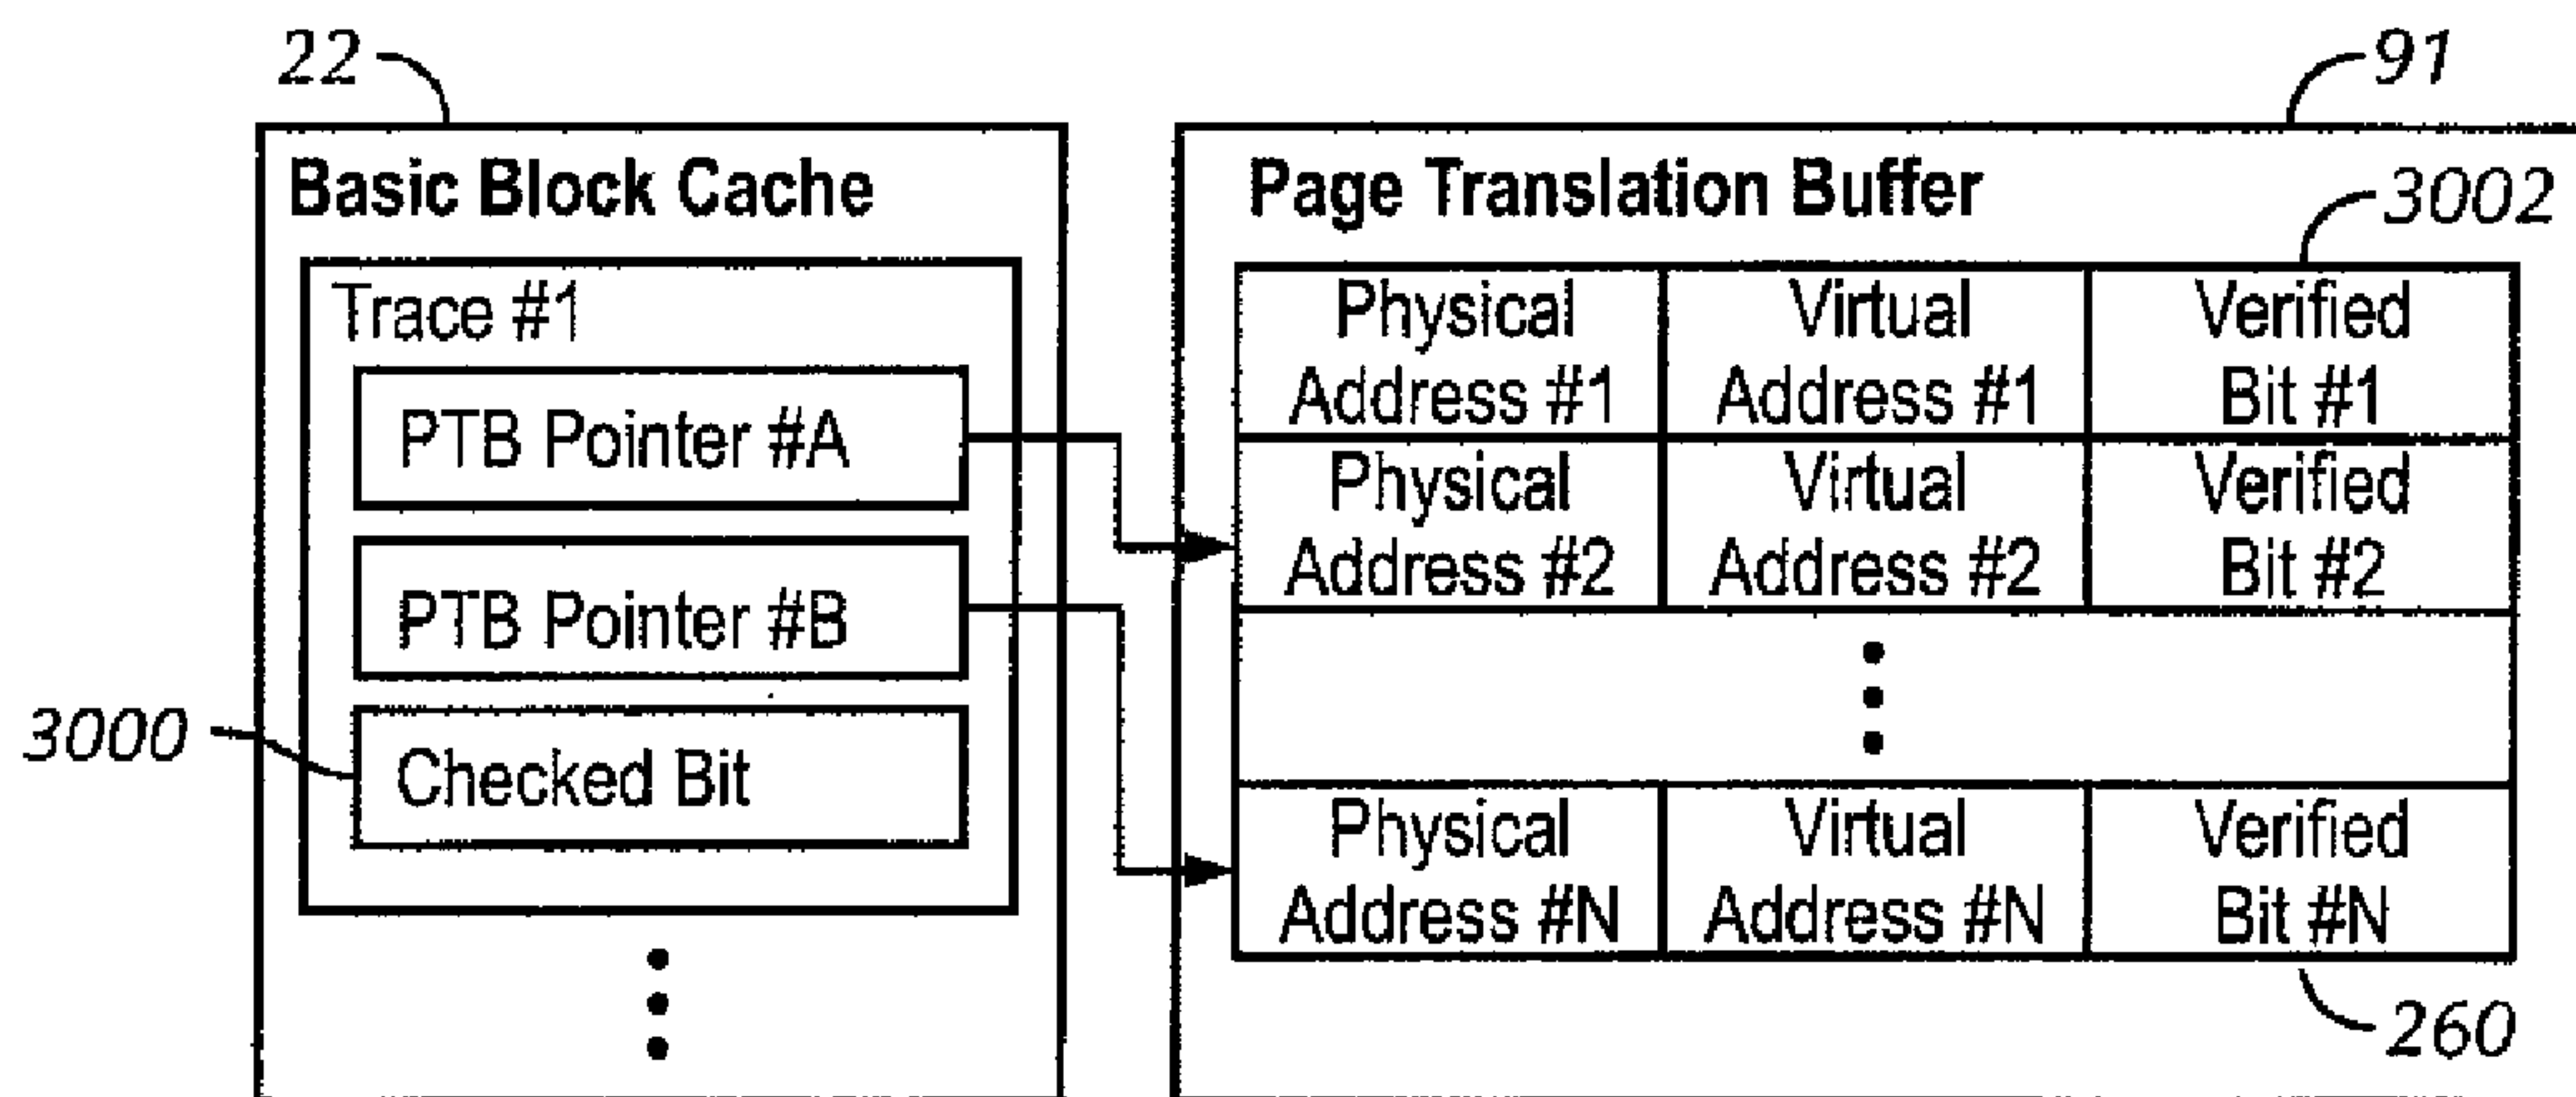 22
91
Basic Block Cache
Page Translation Buffer
3002
Trace #1
PTB Pointer #A
PTB Pointer #B
3000
Checked Bit
Physical
Address #1
Virtual
Address #1
Verified
Bit #1
Physical
Address #2
Virtual
Address #2
Verified
Bit #2
Physical
Address #N
Virtual
Address #N
Verified
Bit #N
260